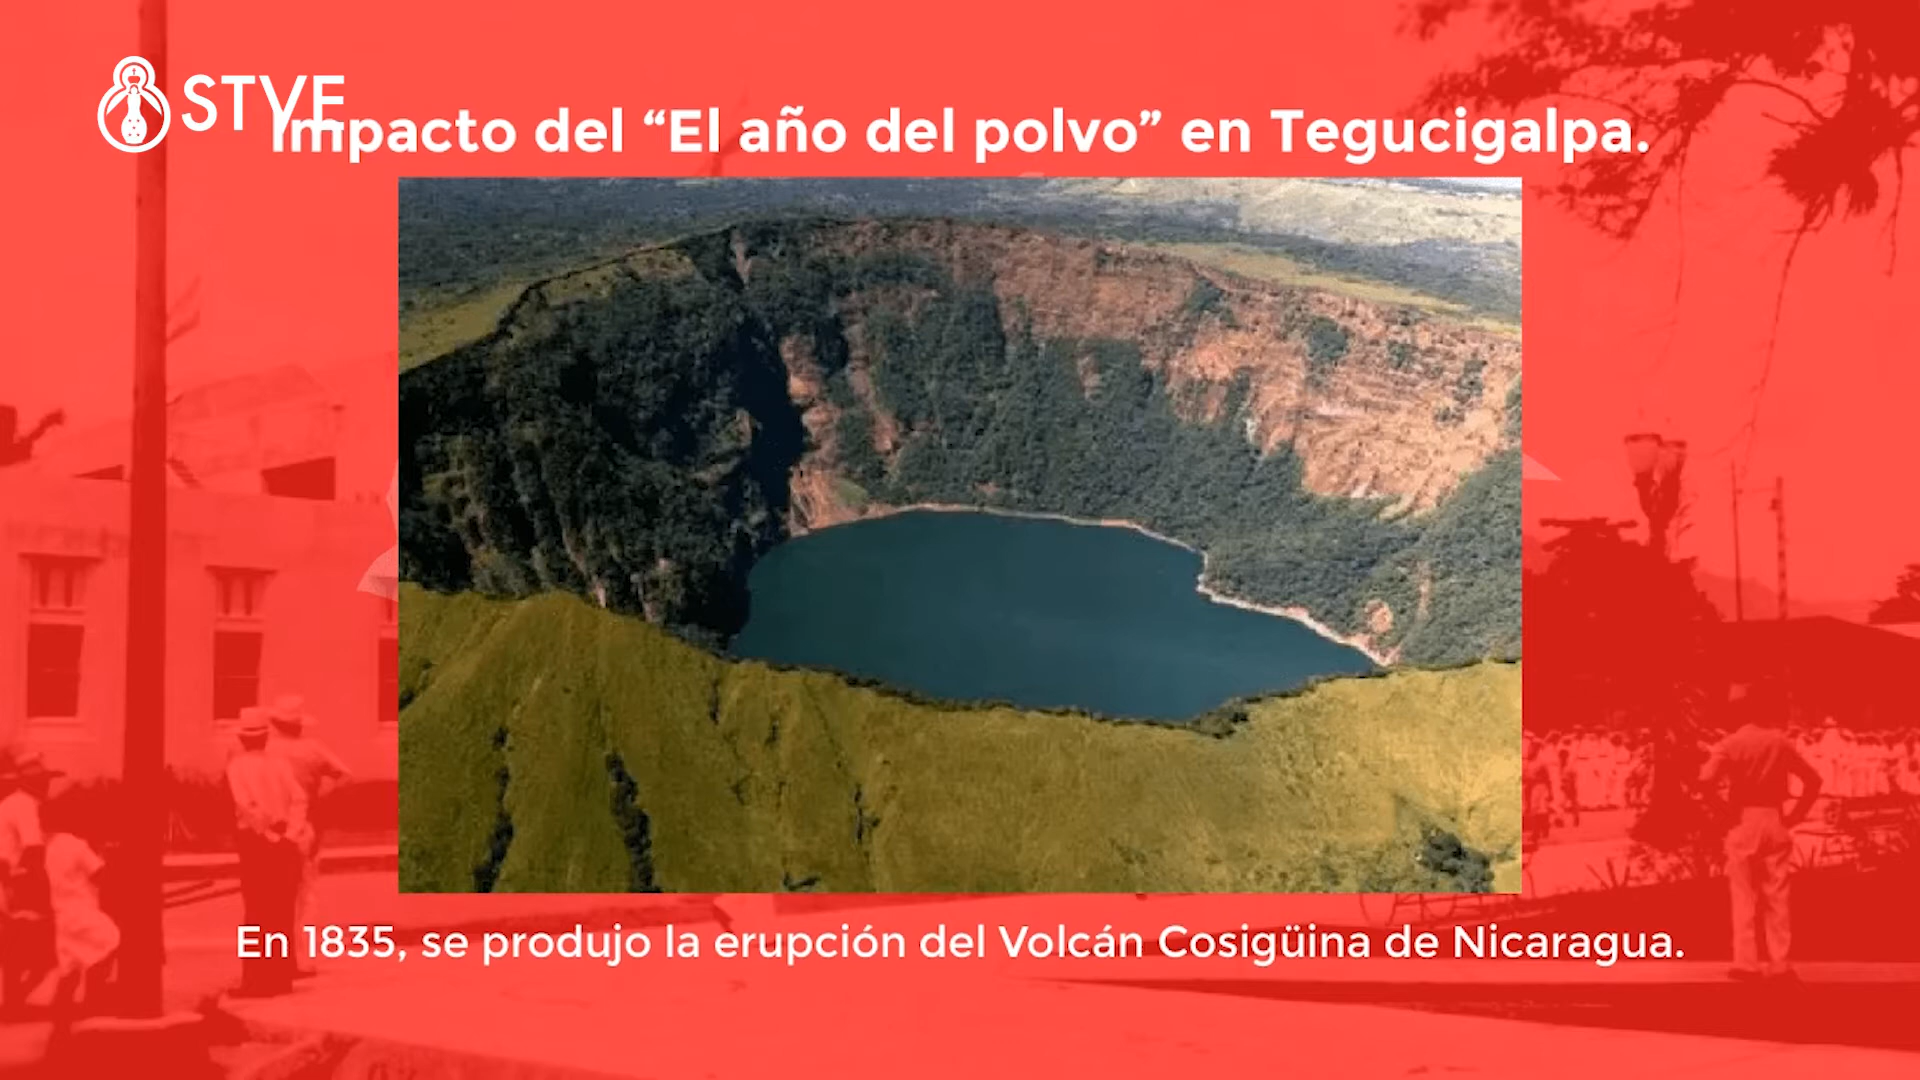 STVE
Impacto del “El año del polvo” en Tegucigalpa.
En 1835, se produjo la erupción del Volcán Cosigüina de Nicaragua.